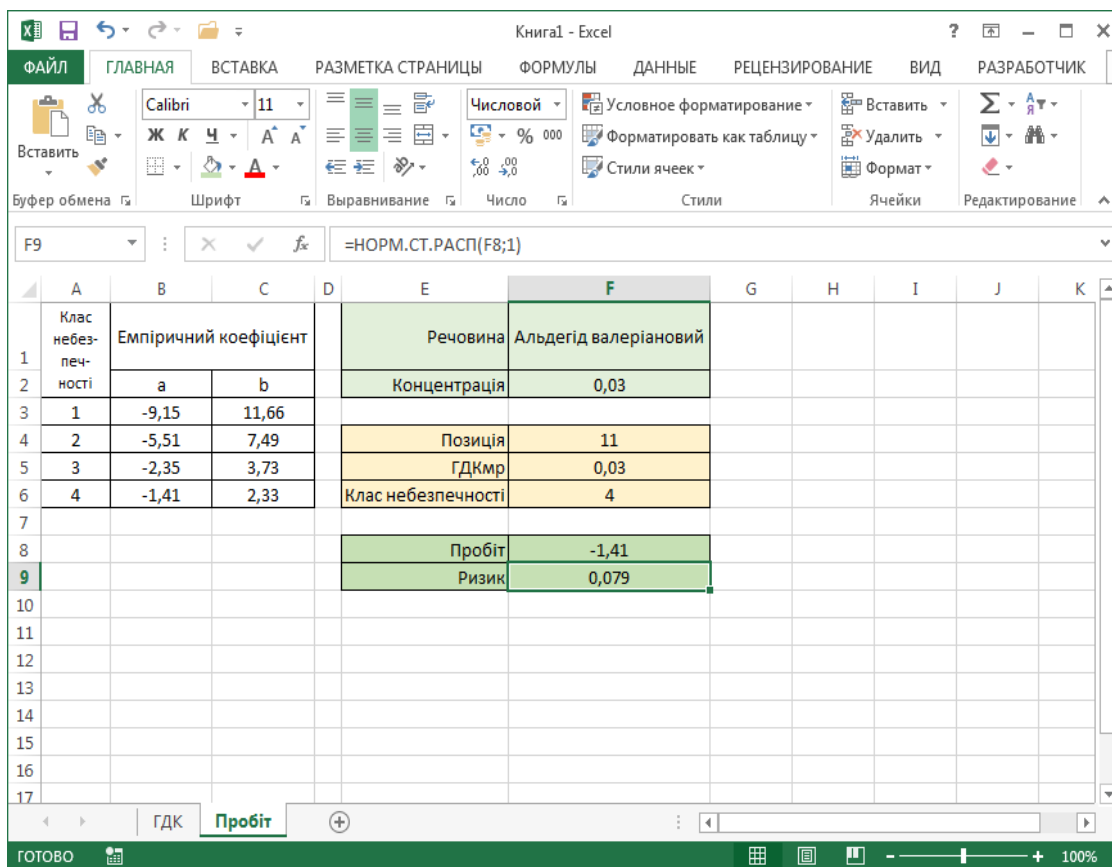 Книга1 - Excel
?
ФАЙЛ ГЛАВНАЯ ВСТАВКА РАЗМЕТКА СТРАНИЦЫ ФОРМУЛЫ ДАННЫЕ РЕЦЕНЗИРОВАНИЕ ВИД РАЗРАБОТЧИК
Calibri 11 Числовой Условное форматирование Вставить
Вставить Ж К Ч % 000 Форматировать как таблицу Удалить
Стили ячеек Формат
Буфер обмена Шрифт Выравнивание Число Стили Ячейки Редактирование
F9 fx =НОРМ.СТ.РАСП(F8;1)
A B C D E F G H I J K
1 Клас небез- печ- ності Емпіричний коефіцієнт Речовина Альдегід валеріановий
2 a b Концентрація 0,03
3 1 -9,15 11,66
4 2 -5,51 7,49 Позиція 11
5 3 -2,35 3,73 ГДКмр 0,03
6 4 -1,41 2,33 Клас небезпечності 4
7
8 Пробіт -1,41
9 Ризик 0,079
10
11
12
13
14
15
16
17
ГДК Пробіт
ГОТОВО 100%